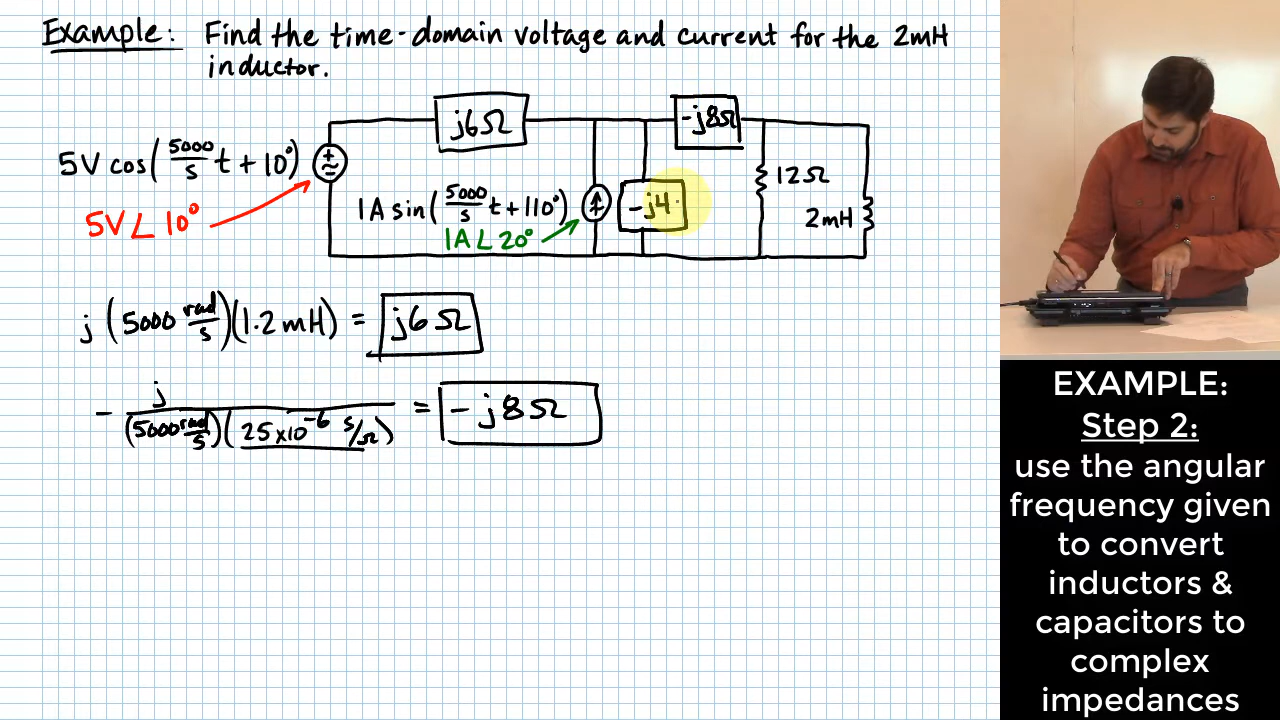 Example: Find the time-domain voltage and current for the 2mH
inductor.
j6Ω
-j8Ω
5V cos(5000/s t + 10°)
12Ω
1A sin(5000/s t + 110°)
-j4
5V∠10°
2mH
1A∠20°
j (5000 rad/s)(1.2 mH) = j6Ω
- j/((5000 rad/s)(25×10⁻⁶ s/Ω)) = -j8Ω
EXAMPLE:
Step 2:
use the angular
frequency given
to convert
inductors &
capacitors to
complex
impedances